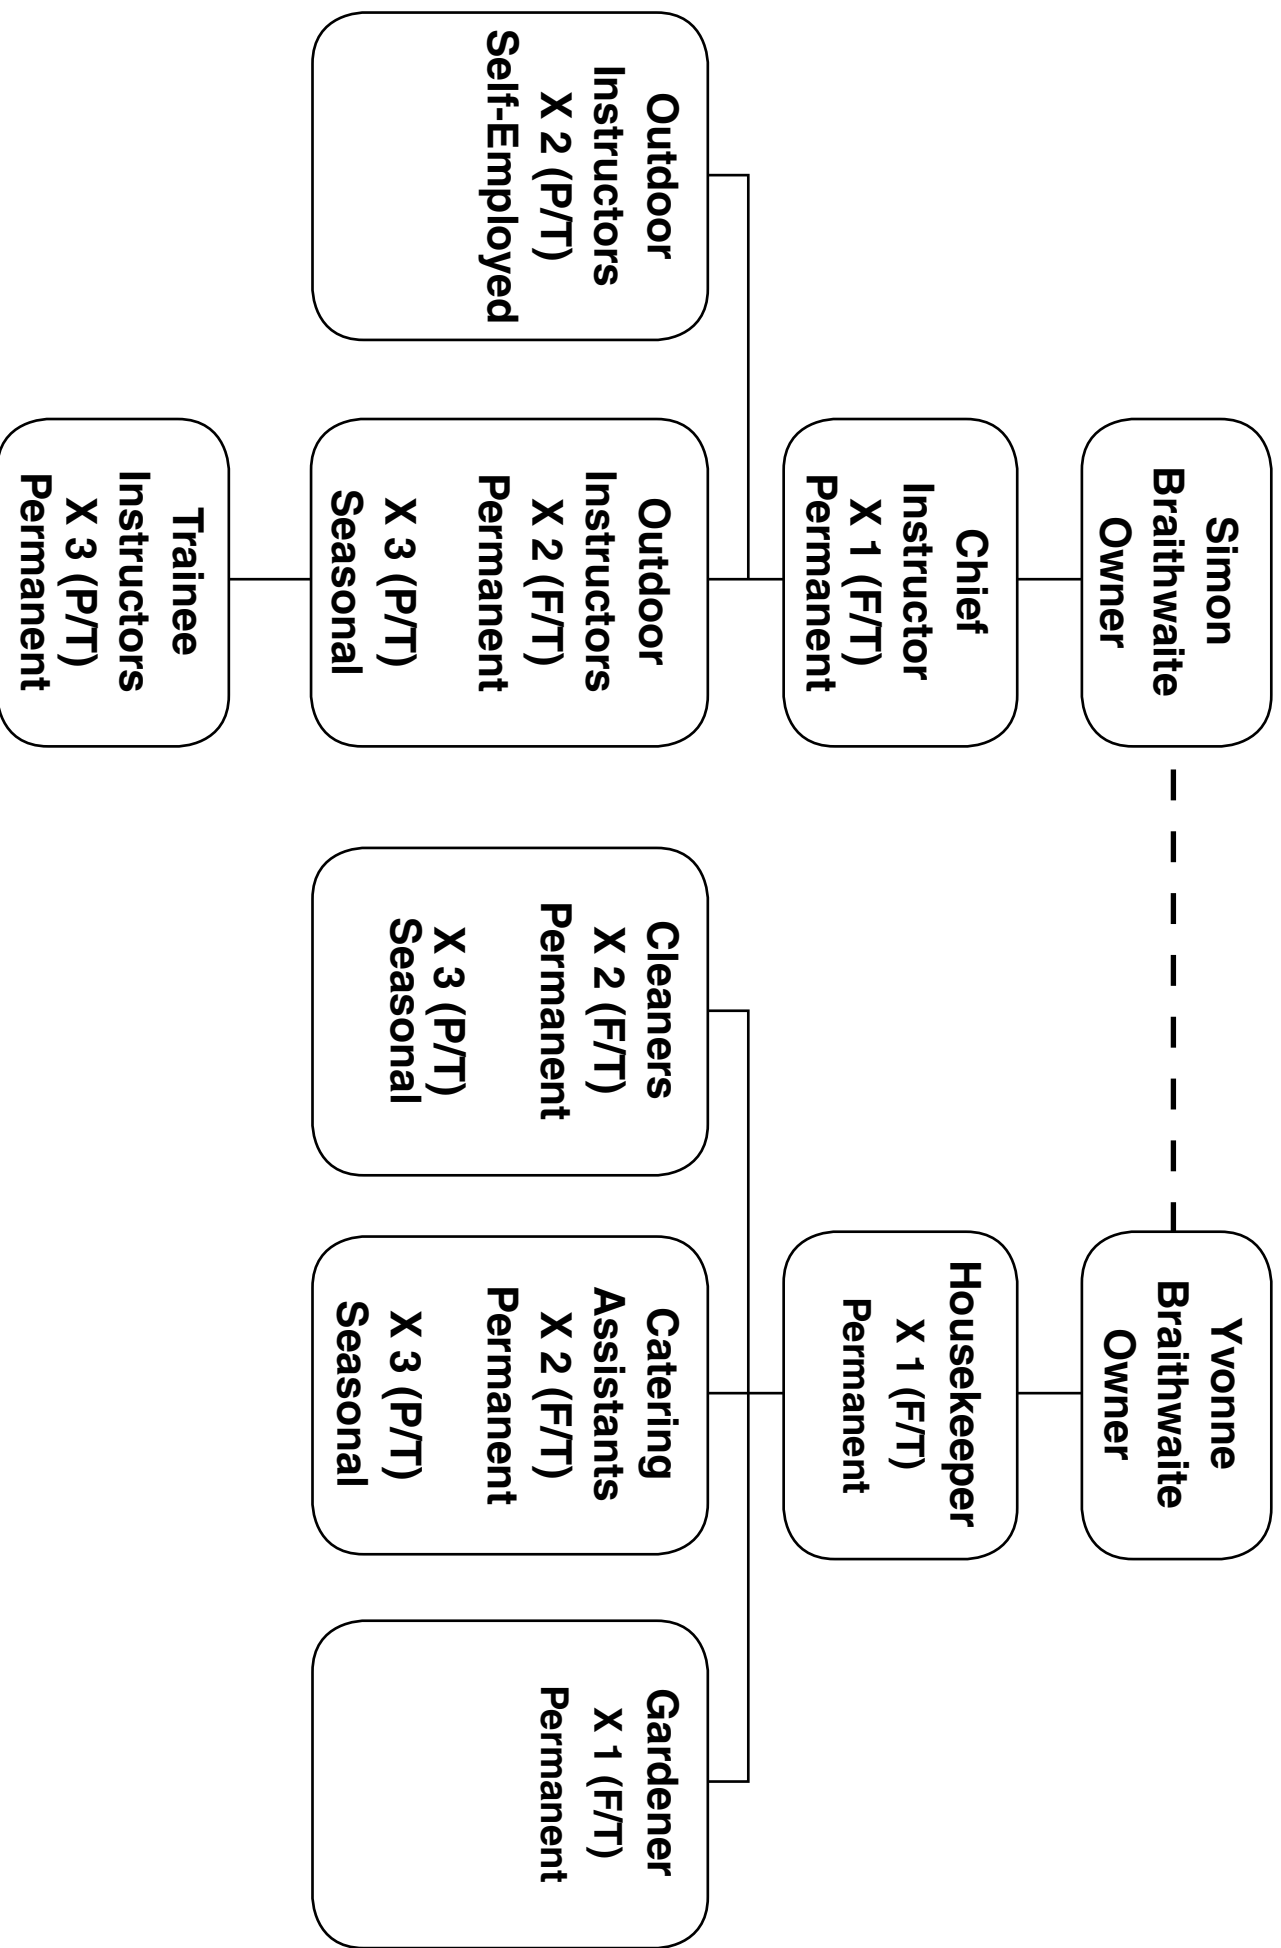 Simon
Braithwaite
Owner
Yvonne
Braithwaite
Owner
Chief
Instructor
X 1 (F/T)
Permanent
Housekeeper
X 1 (F/T)
Permanent
Outdoor
Instructors
X 2 (P/T)
Self-Employed
Outdoor
Instructors
X 2 (F/T)
Permanent
X 3 (P/T)
Seasonal
Cleaners
X 2 (F/T)
Permanent
X 3 (P/T)
Seasonal
Catering
Assistants
X 2 (F/T)
Permanent
X 3 (P/T)
Seasonal
Gardener
X 1 (F/T)
Permanent
Trainee
Instructors
X 3 (P/T)
Permanent